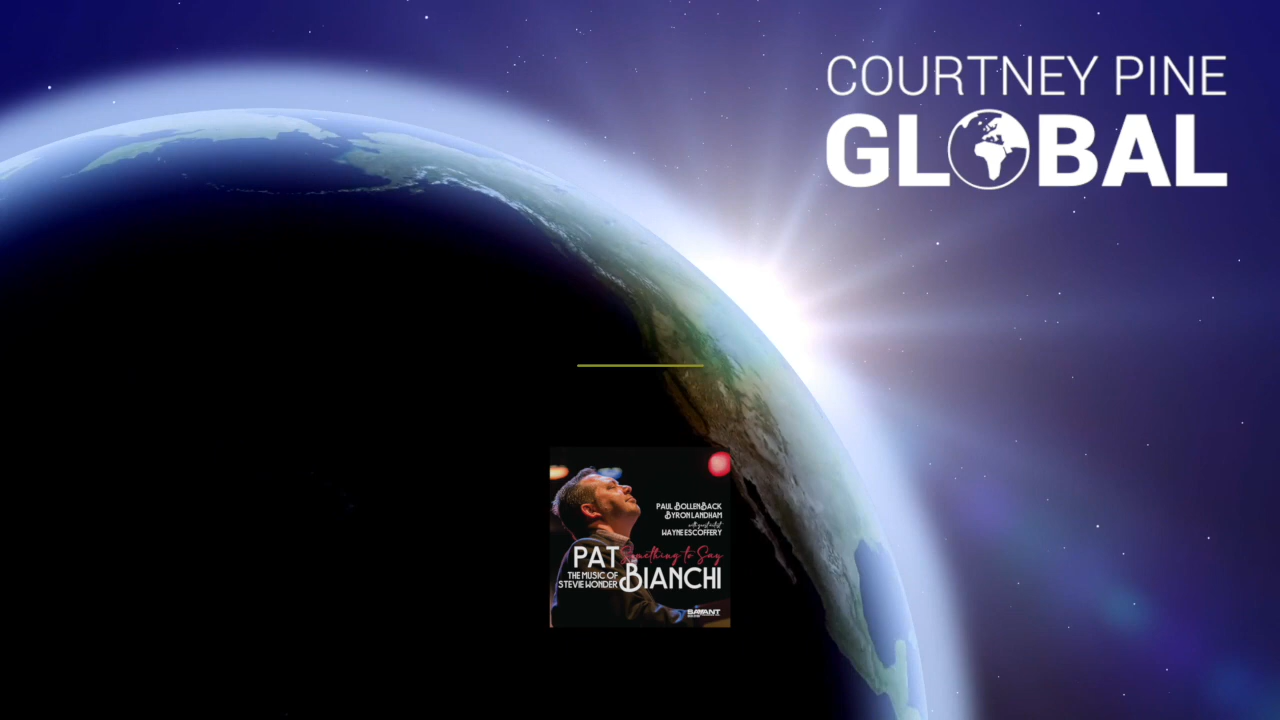 COURTNEY PINE
GLOBAL
PAUL BOLLENBACK
BYRON LANDHAM
with guest artist
WAYNE ESCOFFERY
Something to Say
PAT
BIANCHI
THE MUSIC OF
STEVIE WONDER
SAVANT